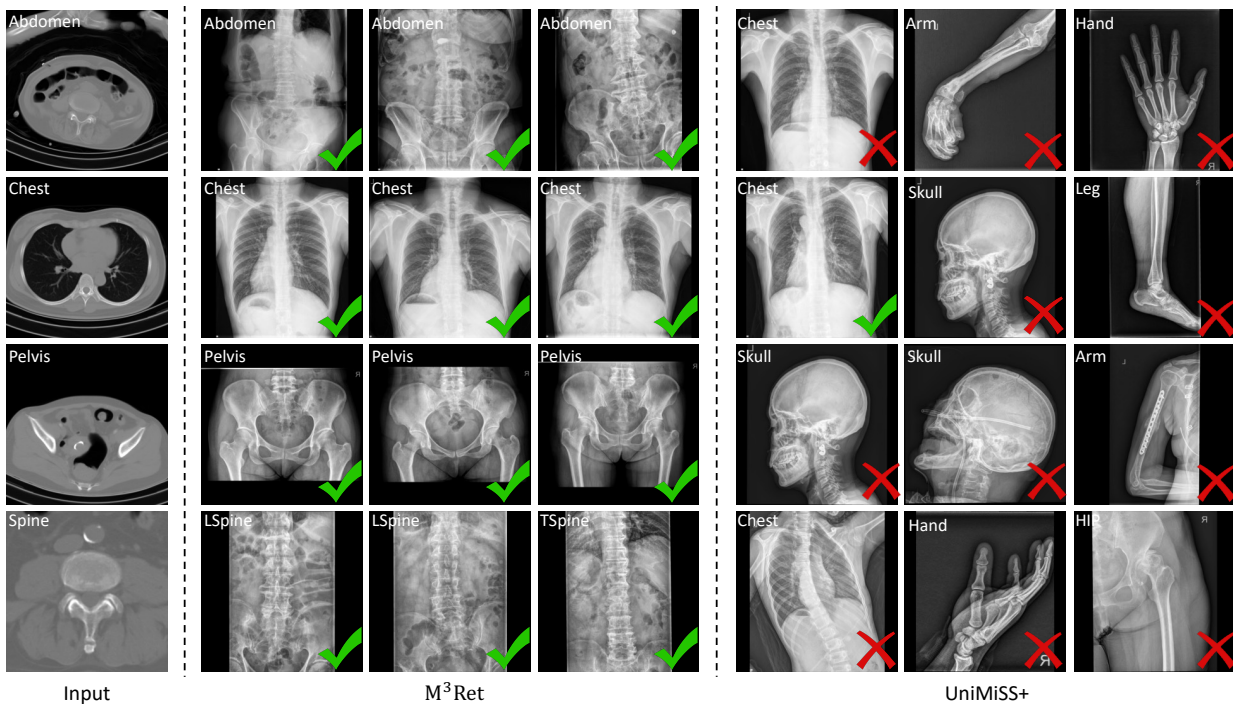 Abdomen Abdomen Abdomen Abdomen Chest Arm Hand
Chest Chest Chest Chest Chest Skull Leg
Pelvis Pelvis Pelvis Pelvis Skull Skull Arm
Spine LSpine LSpine TSpine Chest Hand HIP
Input M³Ret UniMiSS+